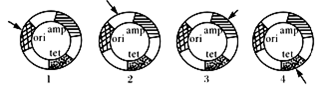 amp amp amp amp
ori ori ori ori
tet tet tet tet
1 2 3 4